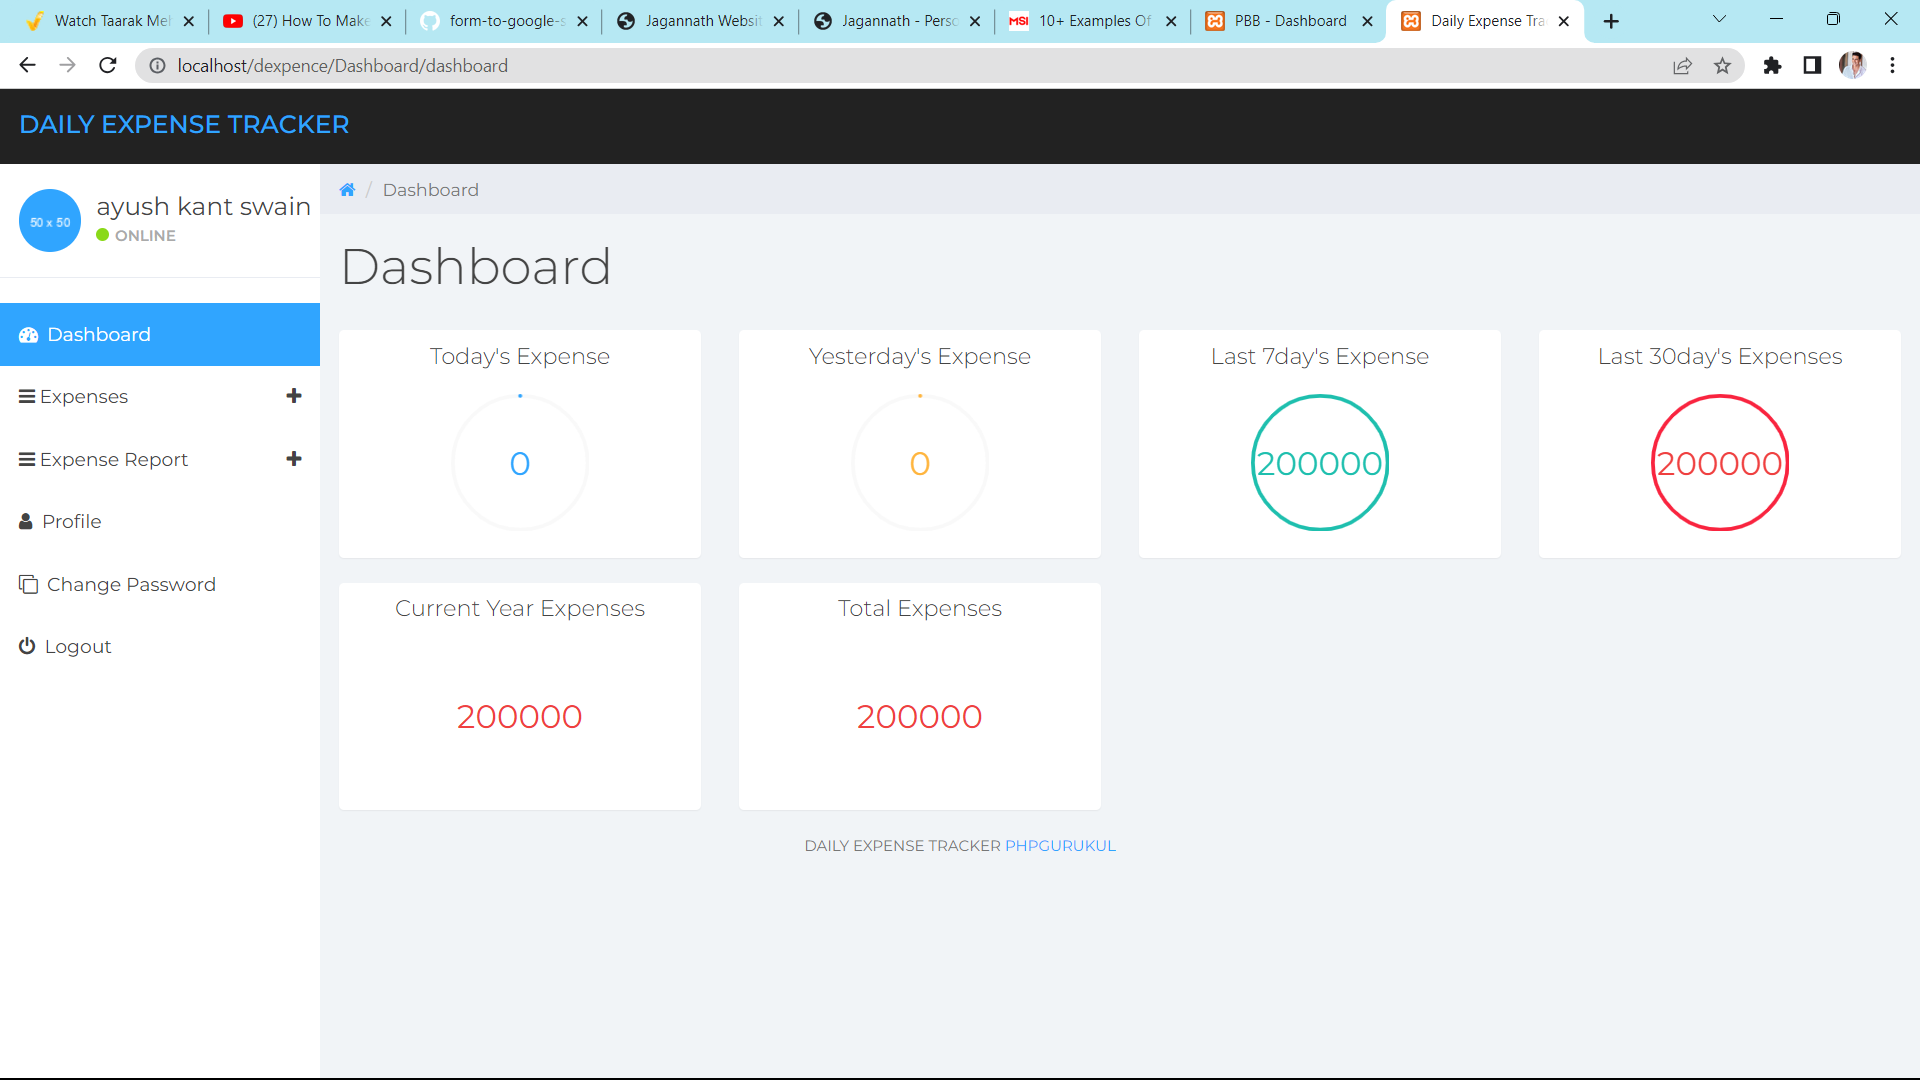 Watch Taarak Meh
(27) How To Make
form-to-google-s
Jagannath Websit
Jagannath - Perso
MSI 10+ Examples Of
PBB - Dashboard
Daily Expense Tra
localhost/dexpence/Dashboard/dashboard
DAILY EXPENSE TRACKER
50 x 50
ayush kant swain
ONLINE
Dashboard
Expenses
Expense Report
Profile
Change Password
Logout
/ Dashboard
Dashboard
Today's Expense
0
Yesterday's Expense
0
Last 7day's Expense
200000
Last 30day's Expenses
200000
Current Year Expenses
200000
Total Expenses
200000
DAILY EXPENSE TRACKER PHPGURUKUL